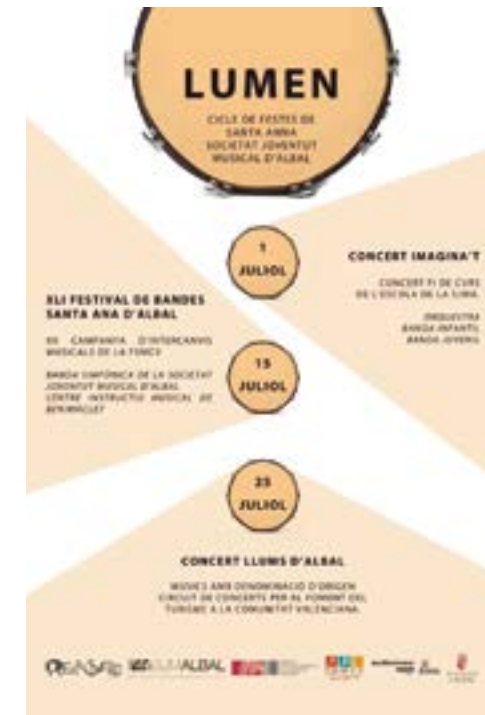 LUMEN
CICLE DE FESTES DE
SANTA ANNA
SOCIETAT JOVENTUT
MUSICAL D'ALBAL
1
JULIOL
CONCERT IMAGINA'T
CONCERT FI DE CURS
DE L'ESCOLA DE LA SJMA.
ORQUESTRA
BANDA INFANTIL
BANDA JUVENIL
XLI FESTIVAL DE BANDES
SANTA ANA D'ALBAL
CAMPANYA D'INTERCANVIS
MUSICALS DE LA FSMCV
BANDA SIMFÒNICA DE LA SOCIETAT
JOVENTUT MUSICAL D'ALBAL
CENTRE INSTRUCTIU MUSICAL DE
BENIMACLET
15
JULIOL
25
JULIOL
CONCERT LLUMS D'ALBAL
MÚSICS AMB DENOMINACIÓ D'ORIGEN
CIRCUIT DE CONCERTS PER AL FOMENT DEL
TURISME A LA COMUNITAT VALENCIANA.
ALBAL